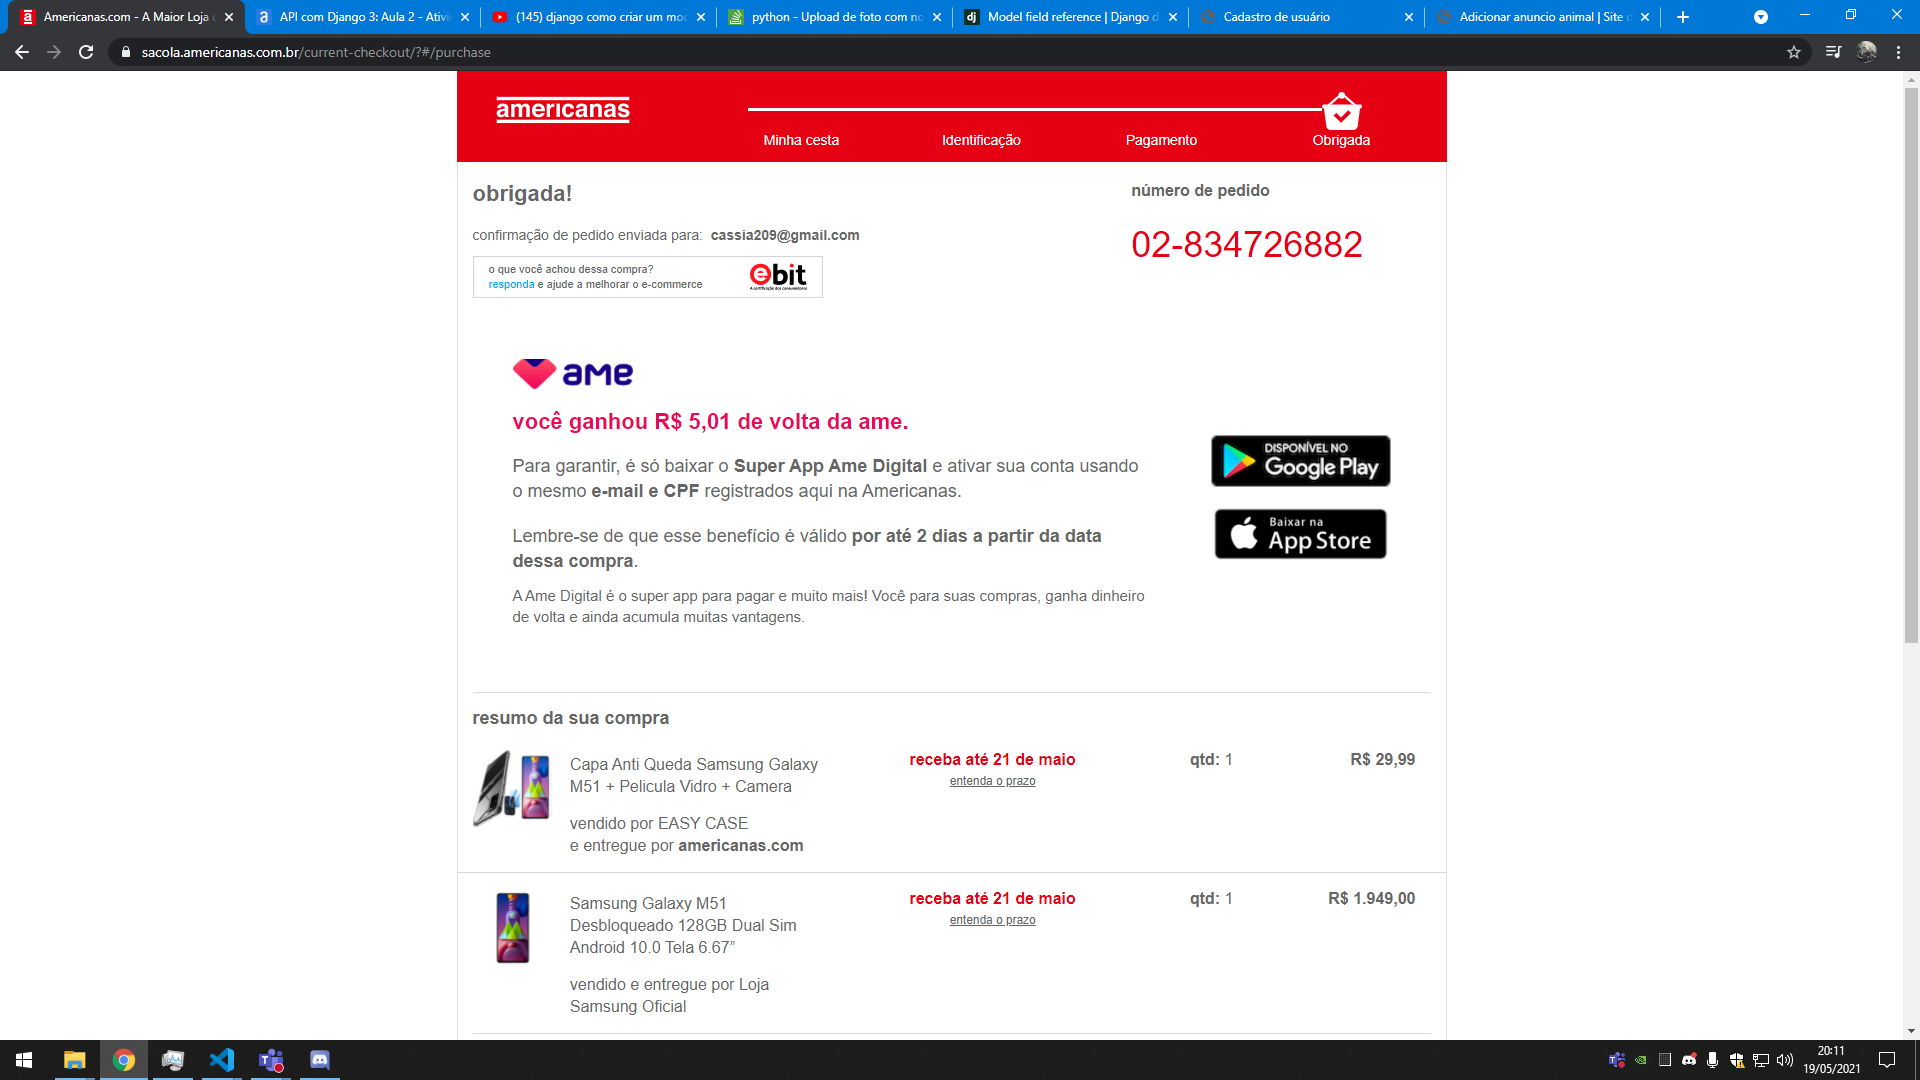 Americanas.com - A Maior Loja
API com Django 3: Aula 2 - Ativi
(145) django como criar um mo
python - Upload de foto com no
Model field reference | Django d
Cadastro de usuário
Adicionar anuncio animal | Site
sacola.americanas.com.br/current-checkout/?#/purchase
americanas
Minha cesta
Identificação
Pagamento
Obrigada
obrigada!
número de pedido
confirmação de pedido enviada para: cassia209@gmail.com
02-834726882
o que você achou dessa compra?
responda e ajude a melhorar o e-commerce
ebit
A certificação dos consumidores
ame
você ganhou R$ 5,01 de volta da ame.
Para garantir, é só baixar o Super App Ame Digital e ativar sua conta usando
o mesmo e-mail e CPF registrados aqui na Americanas.
DISPONÍVEL NO
Google Play
Lembre-se de que esse benefício é válido por até 2 dias a partir da data
dessa compra.
Baixar na
App Store
A Ame Digital é o super app para pagar e muito mais! Você para suas compras, ganha dinheiro
de volta e ainda acumula muitas vantagens.
resumo da sua compra
Capa Anti Queda Samsung Galaxy
M51 + Pelicula Vidro + Camera
vendido por EASY CASE
e entregue por americanas.com
receba até 21 de maio
entenda o prazo
qtd: 1
R$ 29,99
Samsung Galaxy M51
Desbloqueado 128GB Dual Sim
Android 10.0 Tela 6.67”
vendido e entregue por Loja
Samsung Oficial
receba até 21 de maio
entenda o prazo
qtd: 1
R$ 1.949,00
20:11
19/05/2021